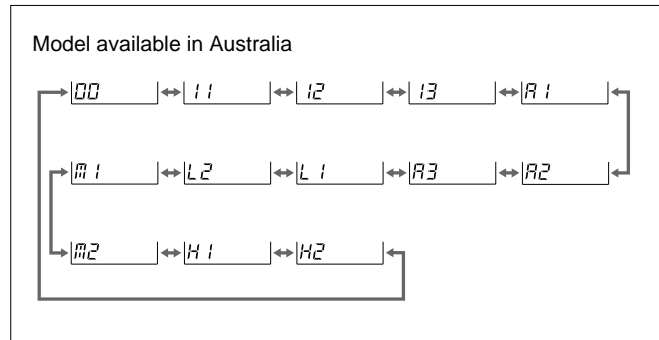 Model available in Australia
00 11 12 13 A1
M1 L2 L1 A3 A2
M2 H1 H2